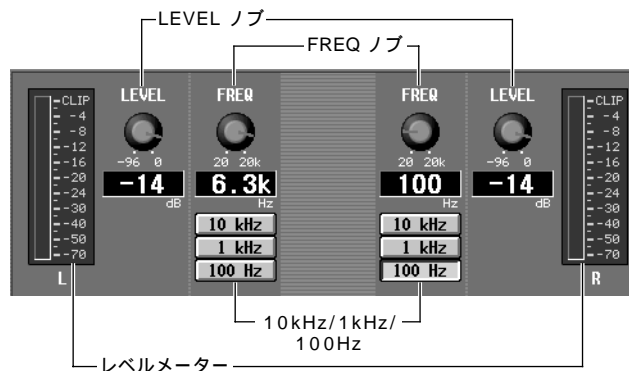 LEVEL ノブ
FREQ ノブ
LEVEL FREQ FREQ LEVEL
CLIP CLIP
-4 -4
-8 -8
-12 -12
-16 -16
-20 -20
-24 -24
-30 -30
-40 -40
-50 -50
-70 -70
-96 0 20 20k 20 20k -96 0
-14 6.3k 100 -14
dB Hz Hz dB
10 kHz 10 kHz
1 kHz 1 kHz
100 Hz 100 Hz
L R
10kHz/1kHz/
100Hz
レベルメーター